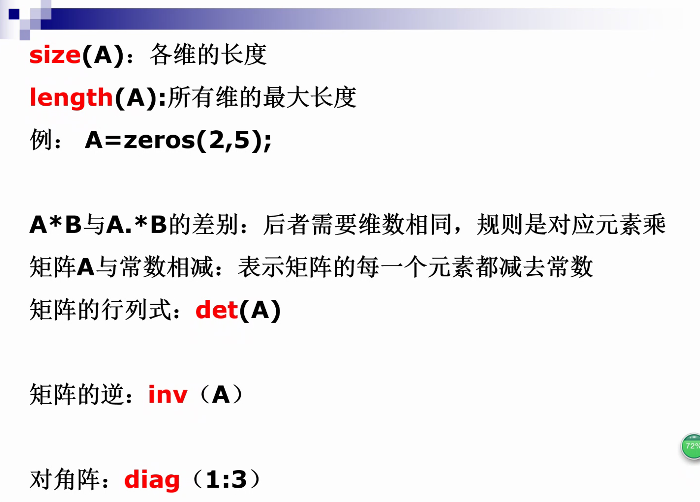 size(A)：各维的长度
length(A):所有维的最大长度
例： A=zeros(2,5);
A*B与A.*B的差别：后者需要维数相同，规则是对应元素乘
矩阵A与常数相减：表示矩阵的每一个元素都减去常数
矩阵的行列式：det(A)
矩阵的逆：inv（A）
72%
对角阵：diag（1:3）